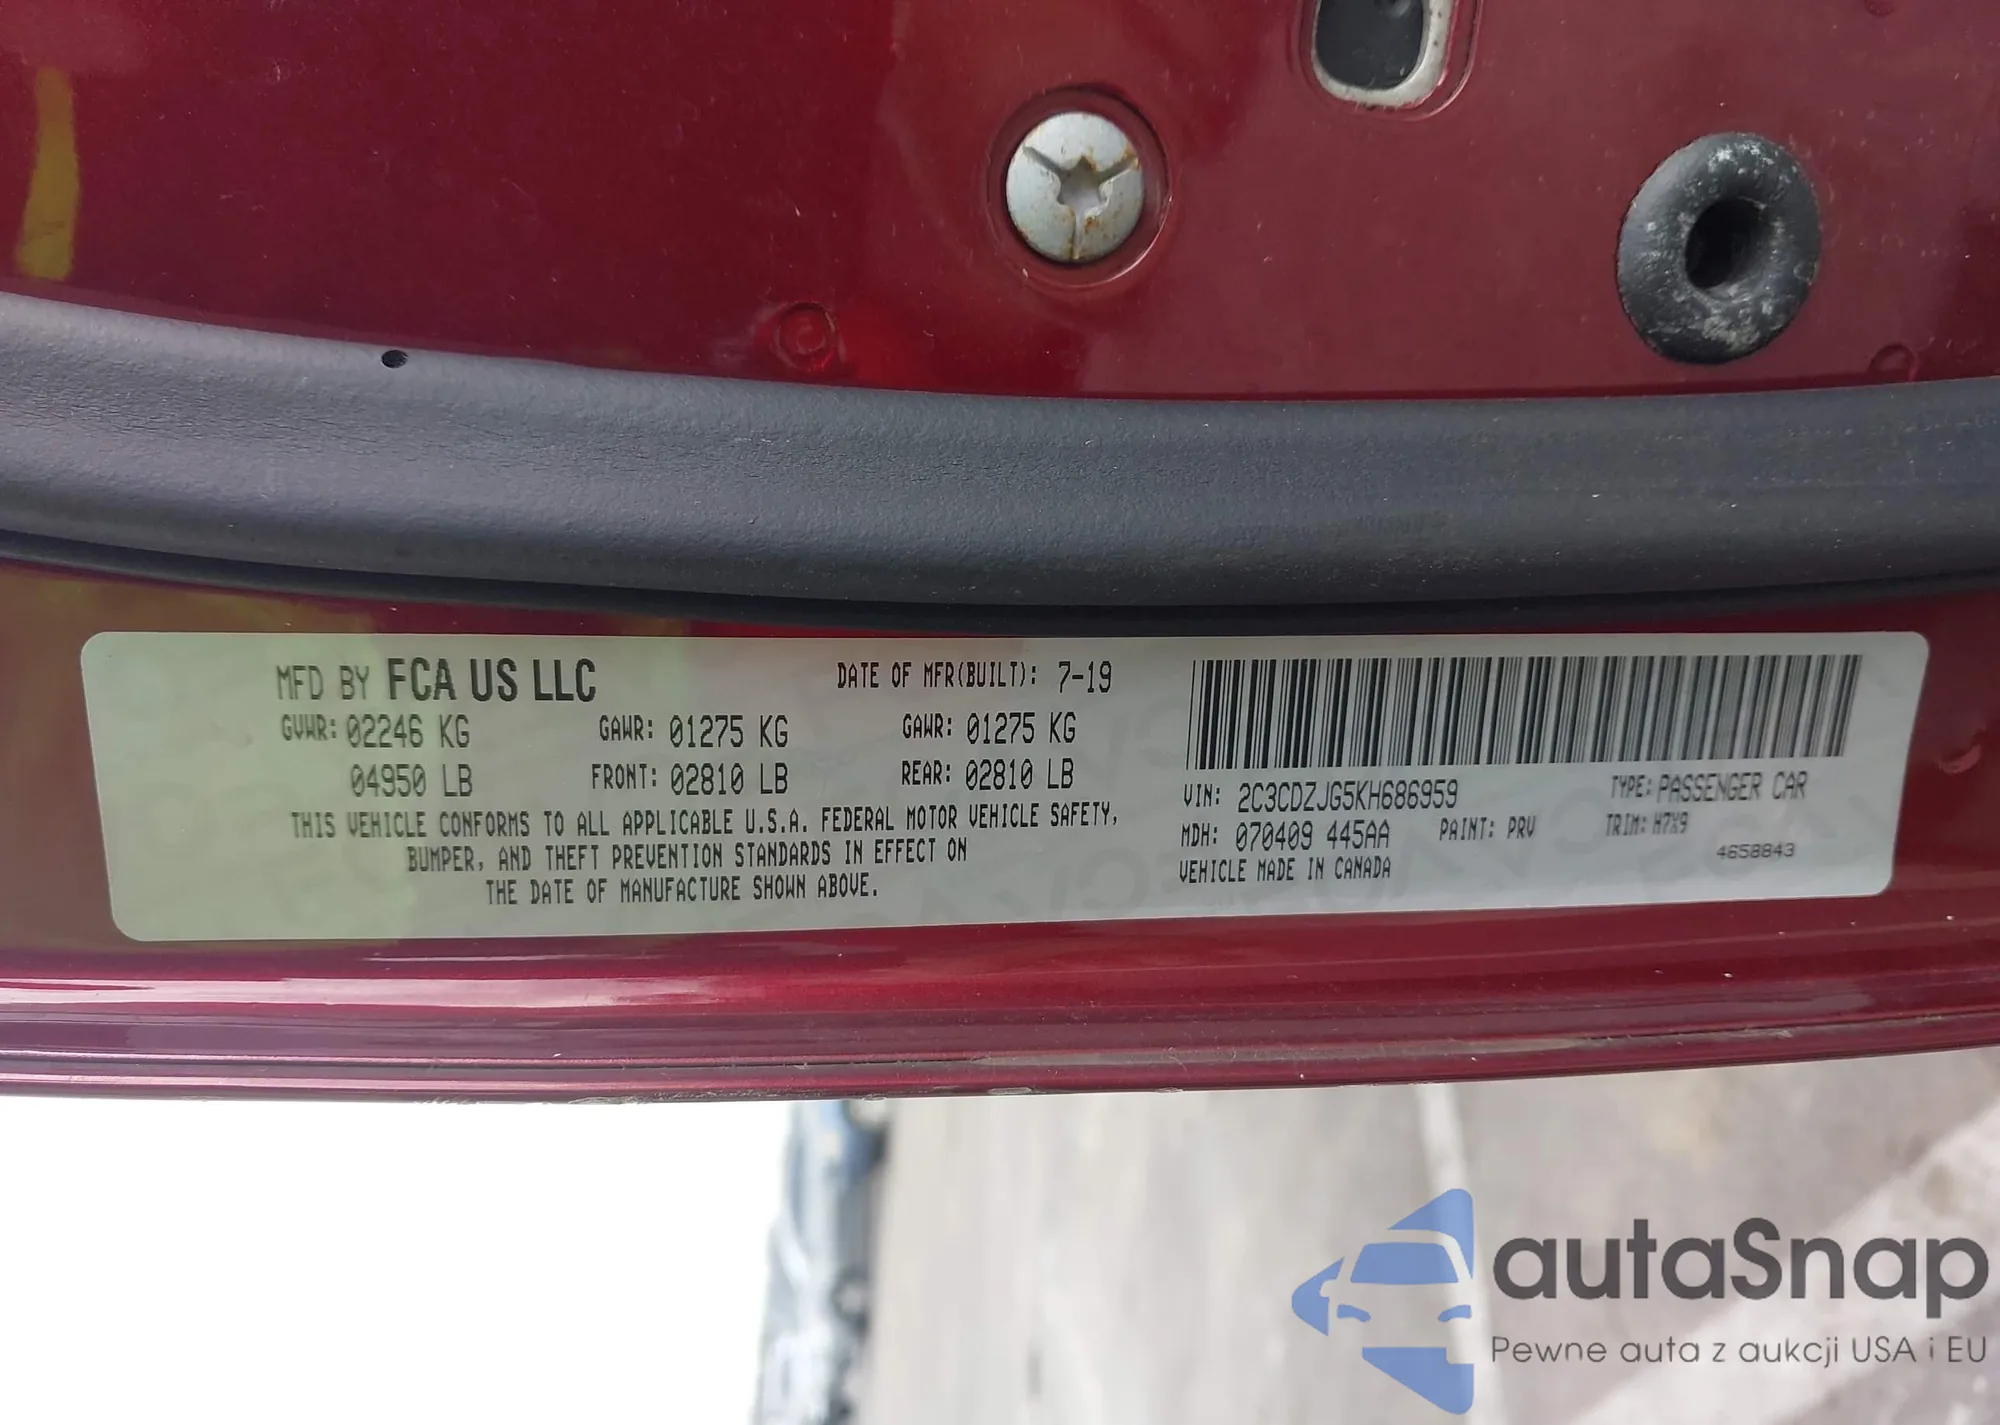 MFD BY FCA US LLC DATE OF MFR(BUILT): 7-19
GVWR: 02246 KG GAWR: 01275 KG GAWR: 01275 KG
04950 LB FRONT: 02810 LB REAR: 02810 LB
THIS VEHICLE CONFORMS TO ALL APPLICABLE U.S.A. FEDERAL MOTOR VEHICLE SAFETY,
BUMPER, AND THEFT PREVENTION STANDARDS IN EFFECT ON
THE DATE OF MANUFACTURE SHOWN ABOVE.
VIN: 2C3CDZJG5KH686959 TYPE: PASSENGER CAR
MDH: 070409 445AA PAINT: PRV TRIM: H7X9
VEHICLE MADE IN CANADA 4658843
autaSnap
Pewne auta z aukcji USA i EU